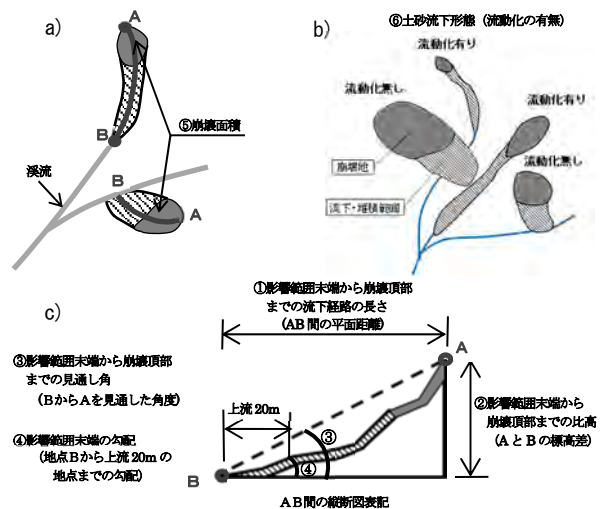 a)
A
B
⑤崩壊面積
渓流
B
A
b)
⑥土砂流下形態（流動化の有無）
流動化有り
流動化無し
流動化有り
流動化無し
崩壊地
流下・堆積範囲
c)
①影響範囲末端から崩壊頂部
までの流下経路の長さ
(AB間の平面距離)
③影響範囲末端から崩壊頂部
までの見通し角
（BからAを見通した角度）
④影響範囲末端の勾配
（地点Bから上流20mの
地点までの勾配）
上流20m
A
②影響範囲末端から
崩壊頂部までの比高
（AとBの標高差）
③
④
B
AB間の縦断図表記